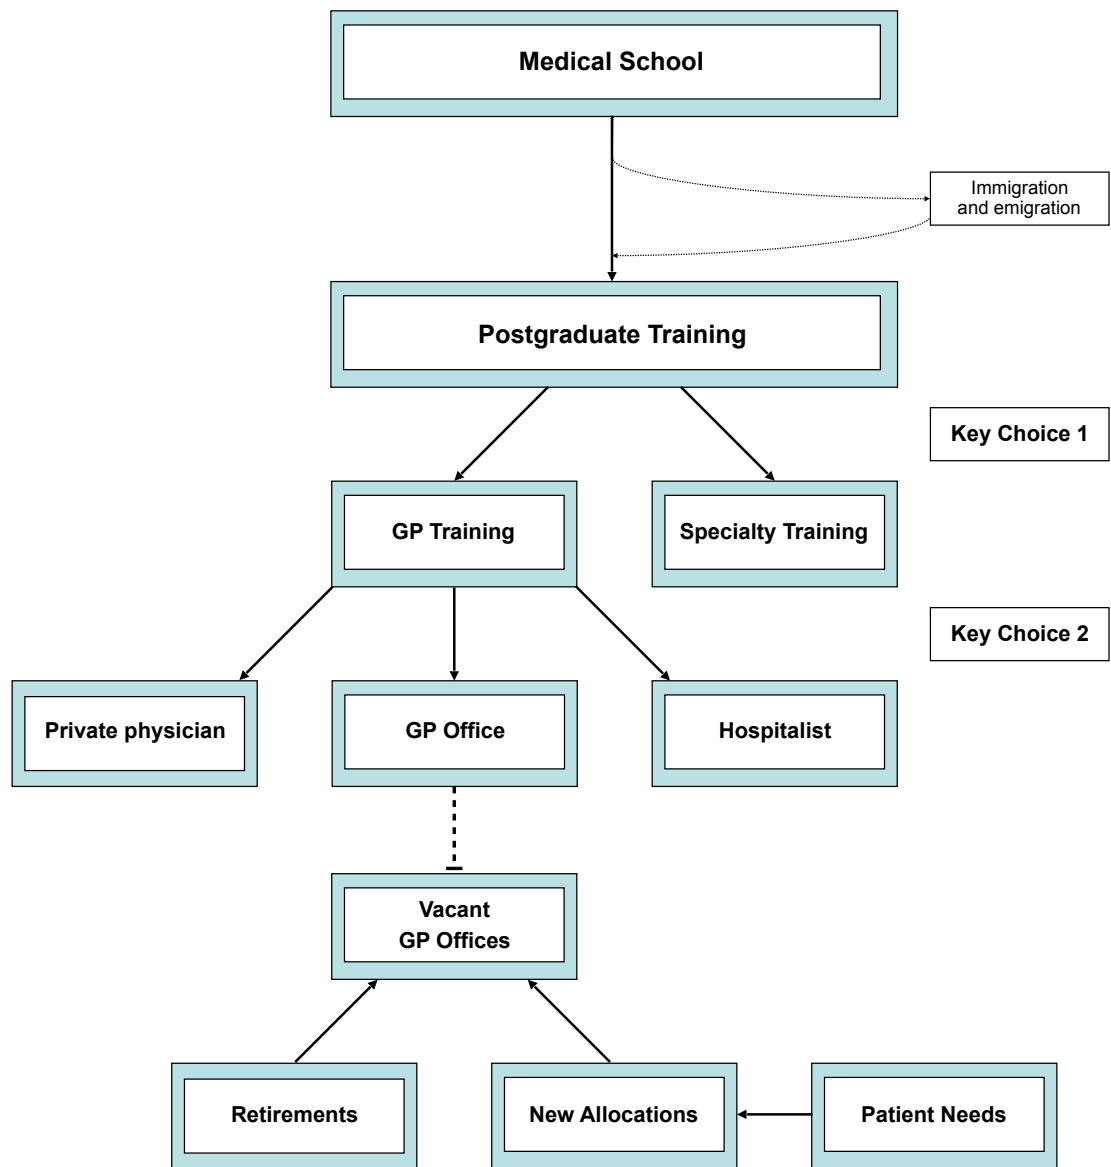 Medical School
Immigration
and emigration
Postgraduate Training
Key Choice 1
GP Training
Specialty Training
Key Choice 2
Private physician
GP Office
Hospitalist
Vacant
GP Offices
Retirements
New Allocations
Patient Needs